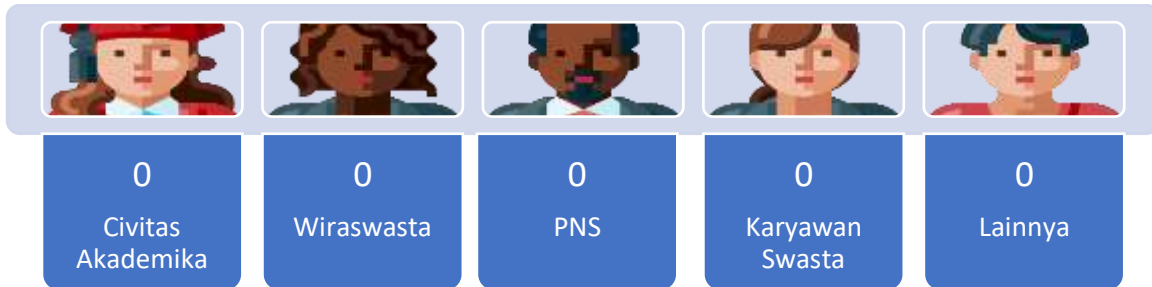 0
Civitas
Akademika
0
Wiraswasta
0
PNS
0
Karyawan
Swasta
0
Lainnya